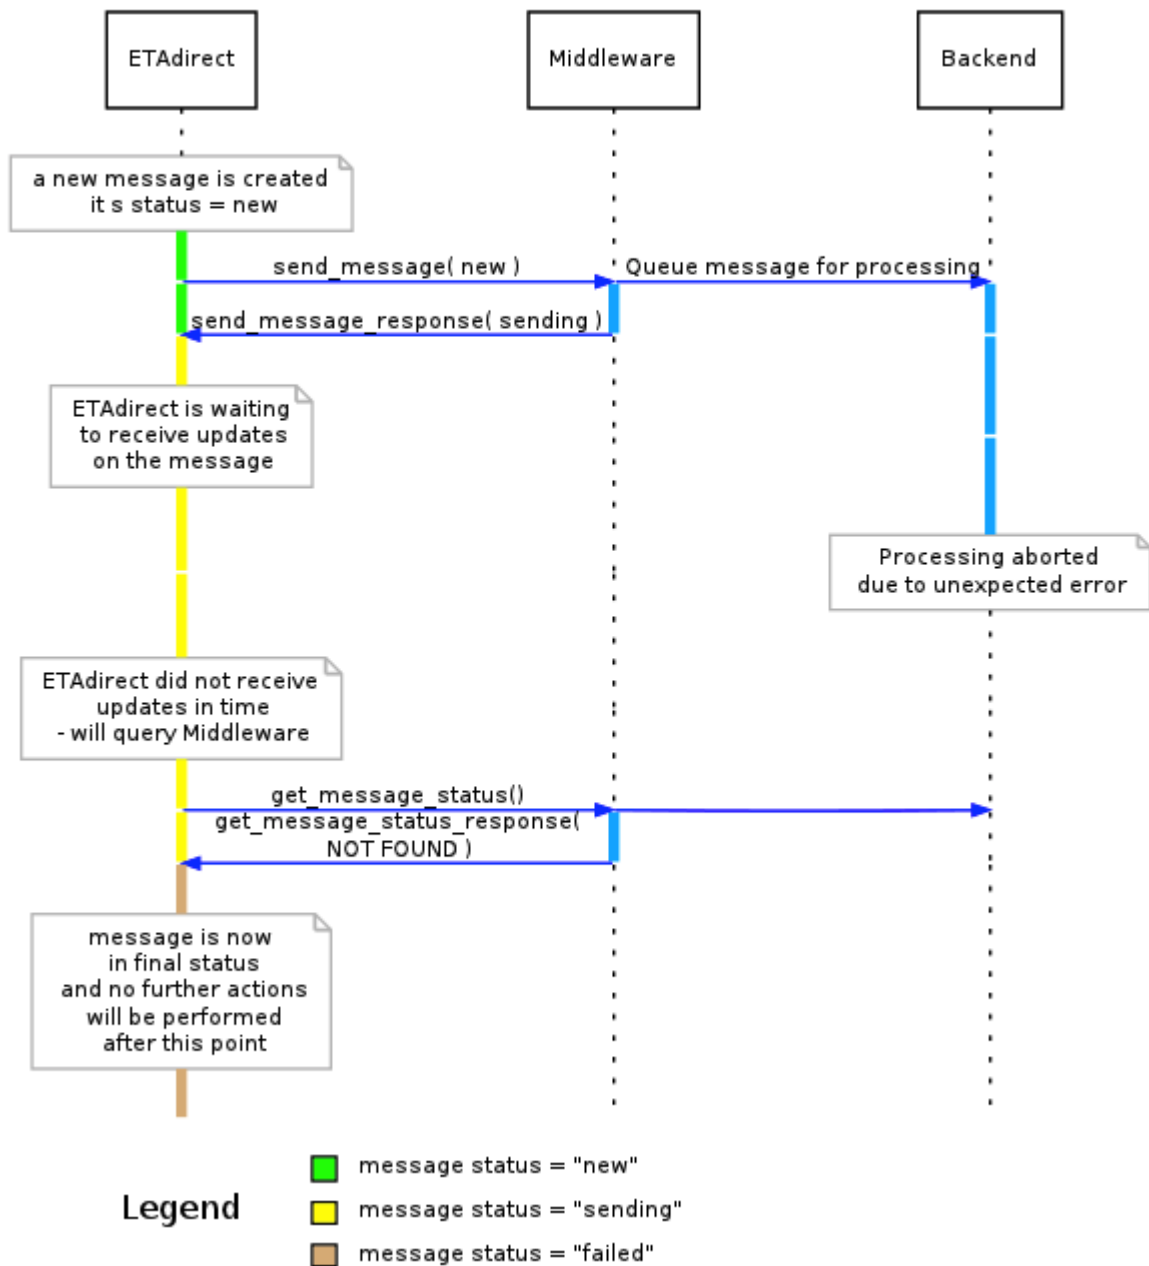 ETAdirect
Middleware
Backend
a new message is created
it s status = new
send_message( new )
Queue message for processing
send_message_response( sending )
ETAdirect is waiting
to receive updates
on the message
Processing aborted
due to unexpected error
ETAdirect did not receive
updates in time
- will query Middleware
get_message_status()
get_message_status_response(
NOT FOUND )
message is now
in final status
and no further actions
will be performed
after this point
Legend
message status = "new"
message status = "sending"
message status = "failed"